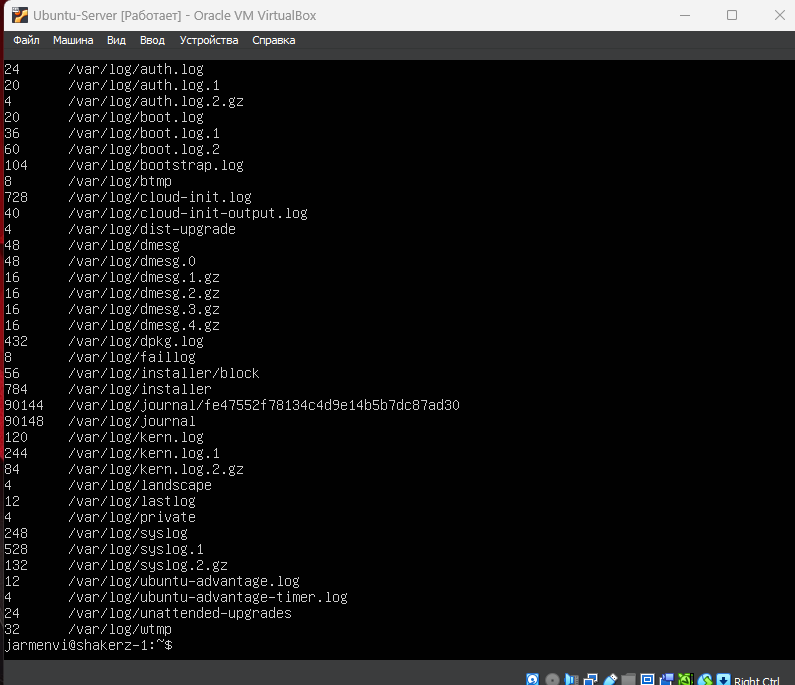 Ubuntu-Server [Работает] - Oracle VM VirtualBox
Файл Машина Вид Ввод Устройства Справка
24 /var/log/auth.log
20 /var/log/auth.log.1
4 /var/log/auth.log.2.gz
20 /var/log/boot.log
36 /var/log/boot.log.1
60 /var/log/boot.log.2
104 /var/log/bootstrap.log
8 /var/log/btmp
728 /var/log/cloud-init.log
40 /var/log/cloud-init-output.log
4 /var/log/dist-upgrade
48 /var/log/dmesg
48 /var/log/dmesg.0
16 /var/log/dmesg.1.gz
16 /var/log/dmesg.2.gz
16 /var/log/dmesg.3.gz
16 /var/log/dmesg.4.gz
432 /var/log/dpkg.log
8 /var/log/faillog
56 /var/log/installer/block
784 /var/log/installer
90144 /var/log/journal/fe47552f78134c4d9e14b5b7dc87ad30
90148 /var/log/journal
120 /var/log/kern.log
244 /var/log/kern.log.1
84 /var/log/kern.log.2.gz
4 /var/log/landscape
12 /var/log/lastlog
4 /var/log/private
248 /var/log/syslog
528 /var/log/syslog.1
132 /var/log/syslog.2.gz
12 /var/log/ubuntu-advantage.log
4 /var/log/ubuntu-advantage-timer.log
24 /var/log/unattended-upgrades
32 /var/log/wtmp
jarmenvi@shakerz-1:~$
Right Ctrl